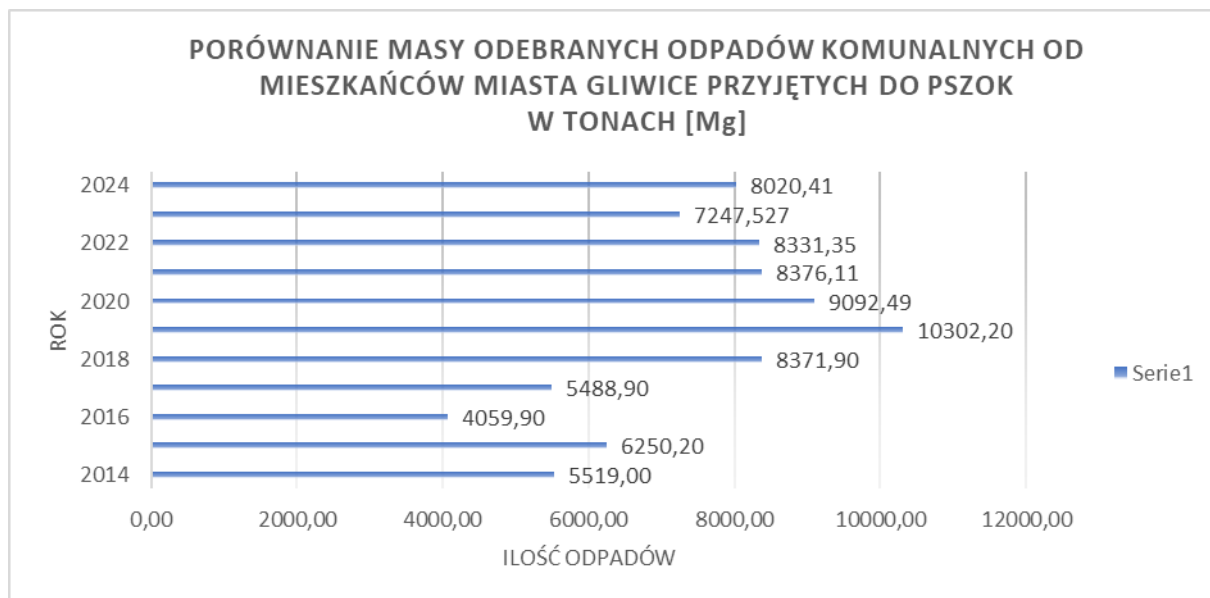 PORÓWNANIE MASY ODEBRANYCH ODPADÓW KOMUNALNYCH OD
MIESZKAŃCÓW MIASTA GLIWICE PRZYJĘTYCH DO PSZOK
W TONACH [Mg]
2024
8020,41
7247,527
2022
8331,35
8376,11
2020
9092,49
10302,20
2018
8371,90
5488,90
2016
4059,90
6250,20
2014
5519,00
ROK
Serie1
0,00 2000,00 4000,00 6000,00 8000,00 10000,00 12000,00
ILOŚĆ ODPADÓW